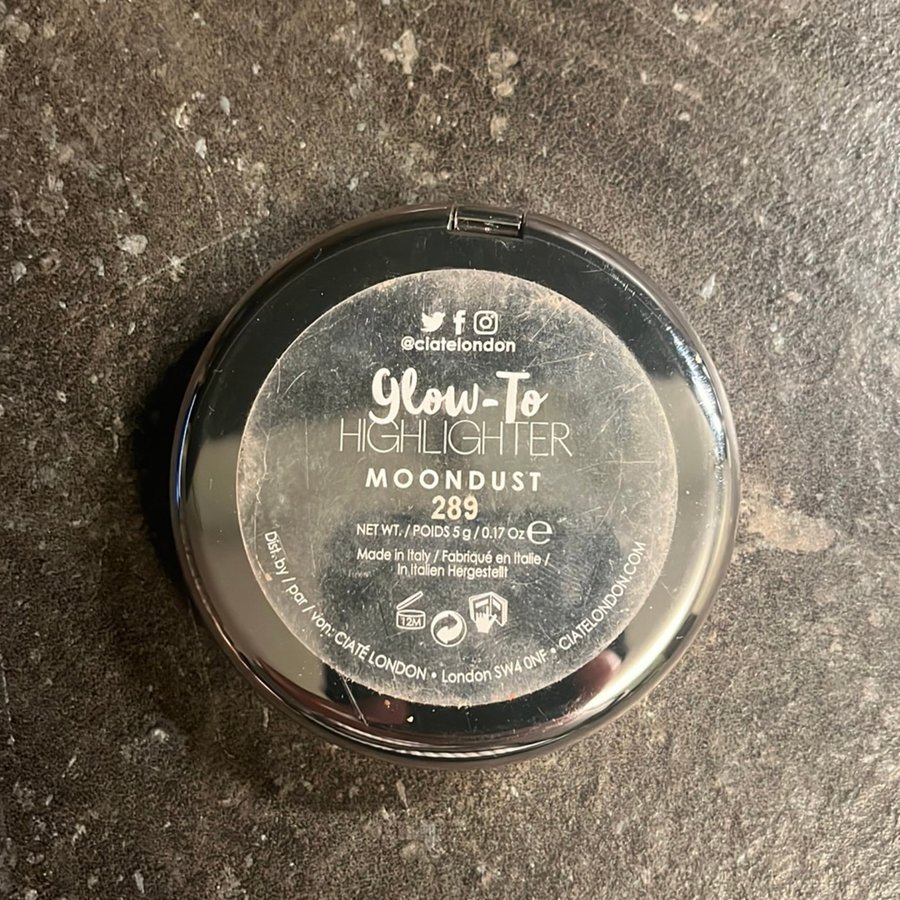 @ciatelondon
Glow-To
HIGHLIGHTER
MOONDUST
289
NET WT. / POIDS 5 g / 0.17 Oz e
Made in Italy / Fabriqué en Italie /
In Italien Hergestellt
12M
Dist. by / par / von: CIATÉ LONDON • London SW4 0NF • CIATELONDON.COM